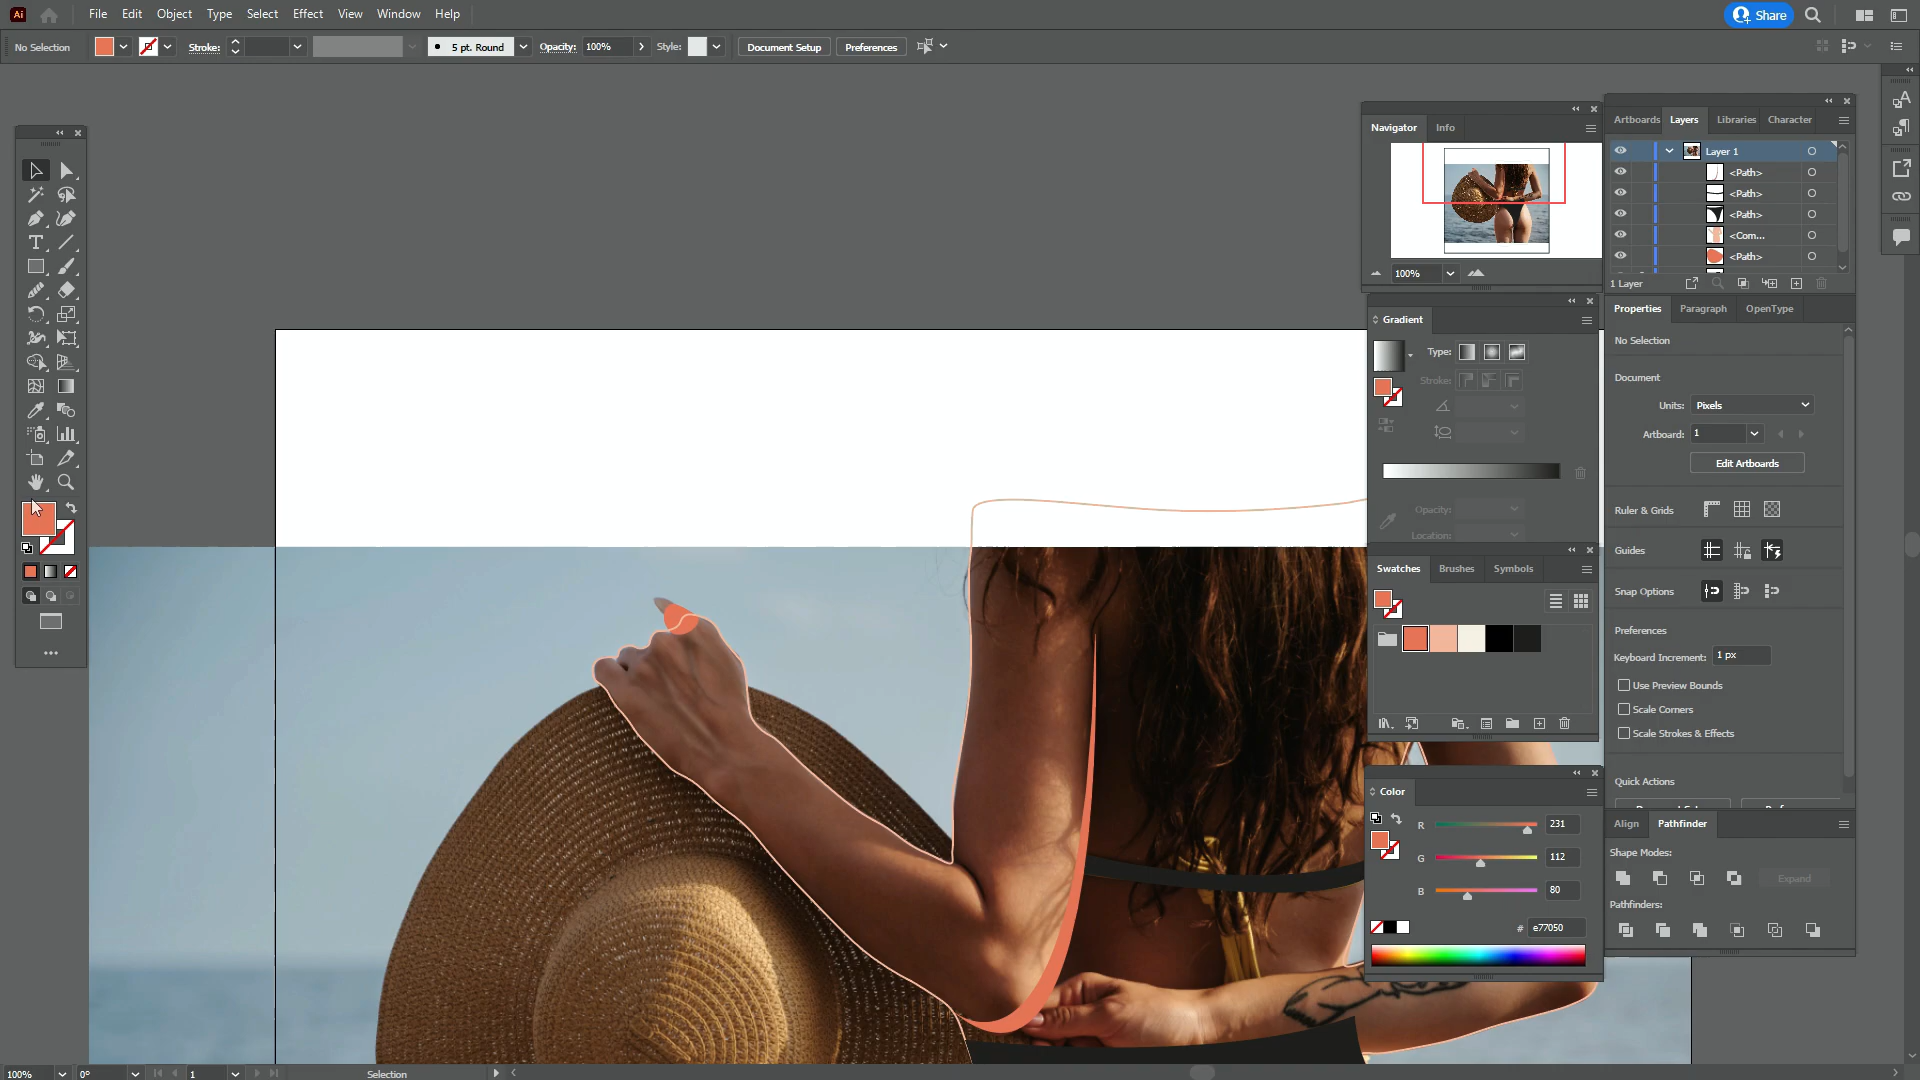 Ai File Edit Object Type Select Effect View Window Help Share
No Selection Stroke: 5 pt. Round Opacity: 100% Style: Document Setup Preferences
Navigator Info
100%
Artboards Layers Libraries Character
Layer 1
<Path>
<Path>
<Path>
<Com...
<Path>
1 Layer
Gradient
Type:
Stroke:
Opacity:
Location:
Properties Paragraph OpenType
No Selection
Document
Units: Pixels
Artboard: 1
Edit Artboards
Ruler & Grids
Guides
Snap Options
Preferences
Keyboard Increment: 1 px
Use Preview Bounds
Scale Corners
Scale Strokes & Effects
Quick Actions
Swatches Brushes Symbols
Color
R 231
G 112
B 80
# e77050
Align Pathfinder
Shape Modes:
Expand
Pathfinders:
100% 0° 1 Selection